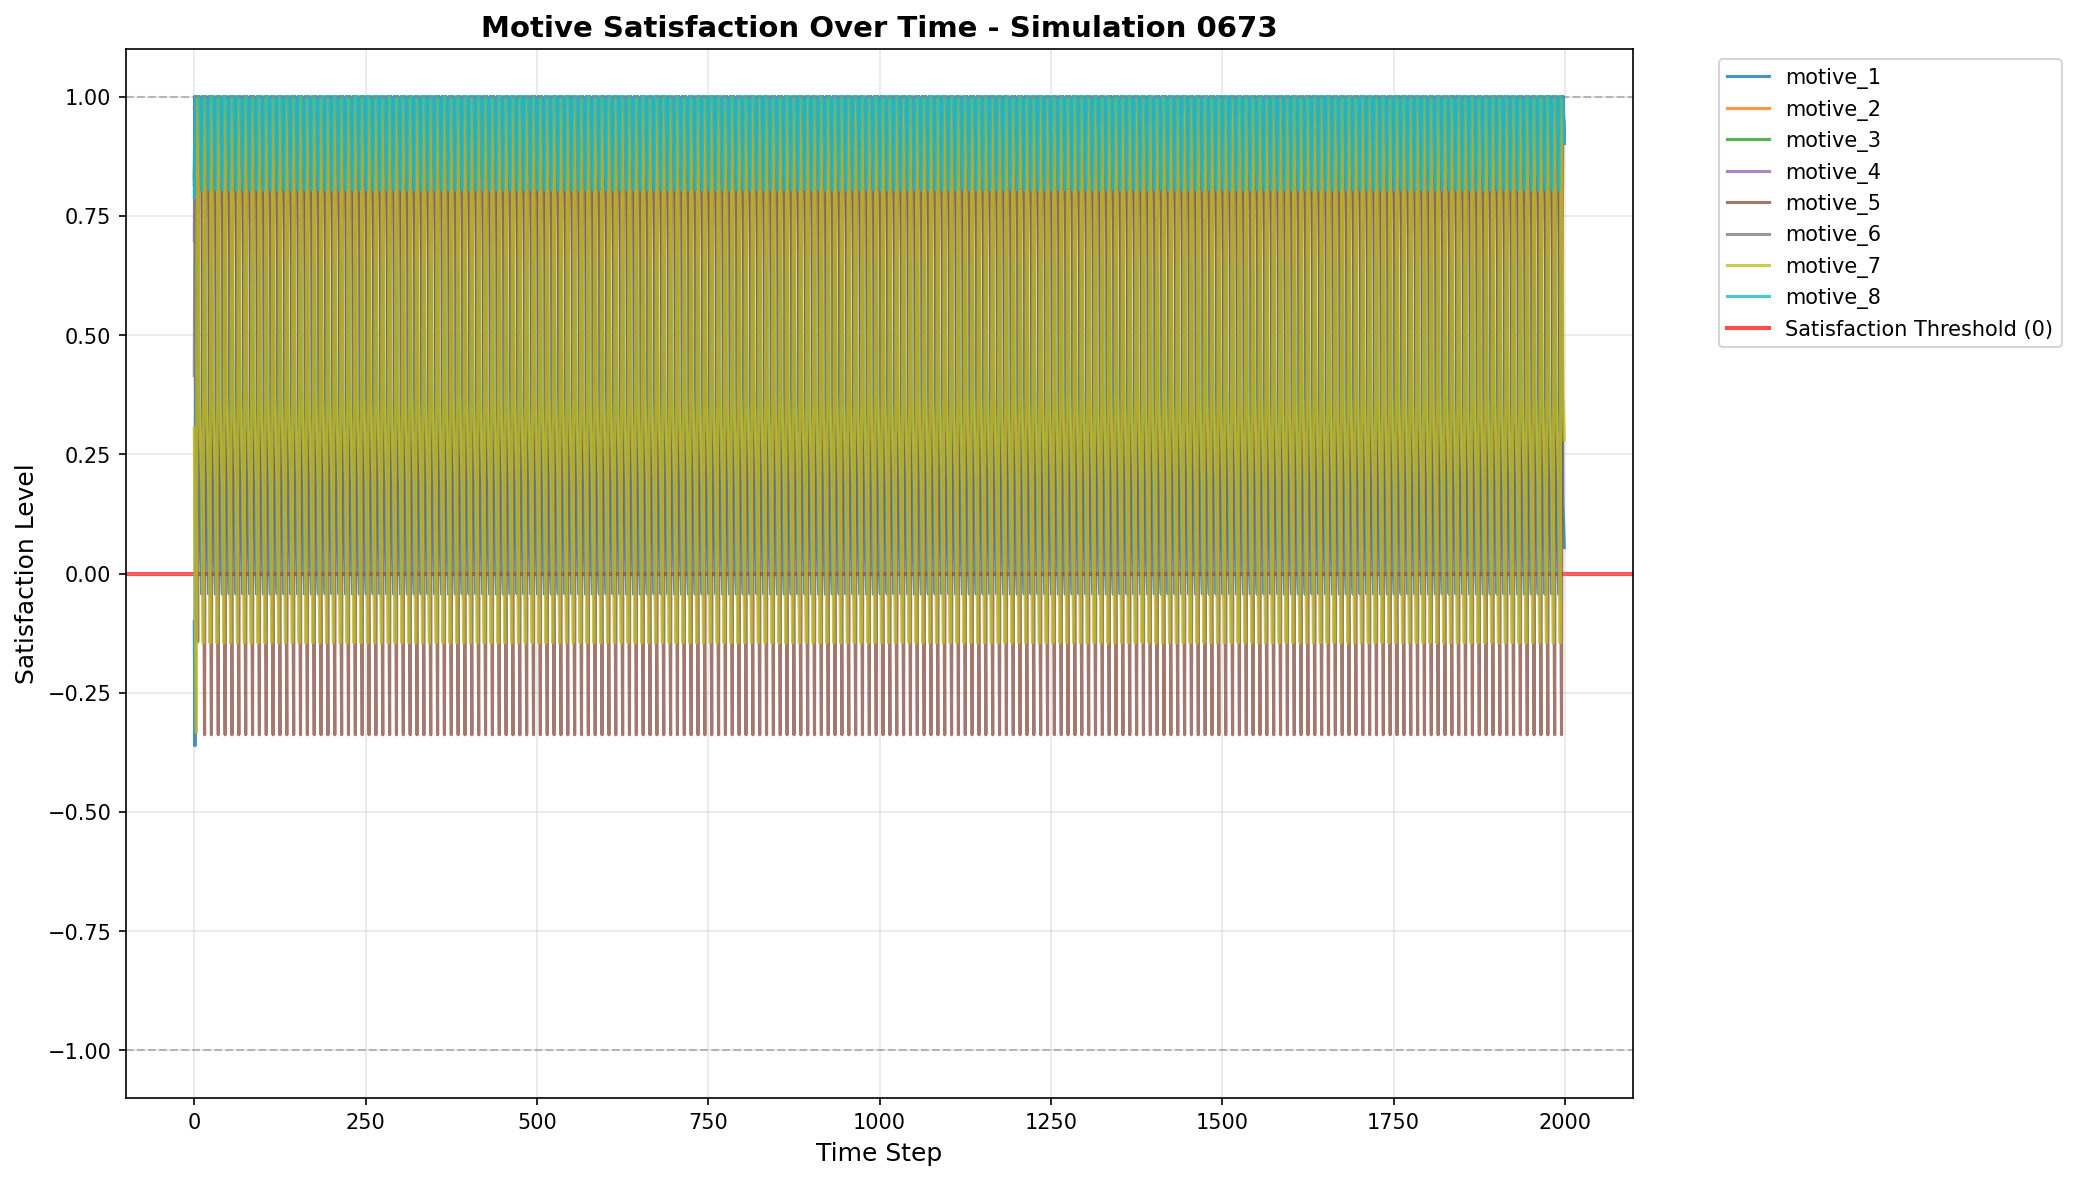 Motive Satisfaction Over Time - Simulation 0673
1.00
0.75
0.50
0.25
0.00
−0.25
−0.50
−0.75
−1.00
Satisfaction Level
0 250 500 750 1000 1250 1500 1750 2000
Time Step
motive_1
motive_2
motive_3
motive_4
motive_5
motive_6
motive_7
motive_8
Satisfaction Threshold (0)